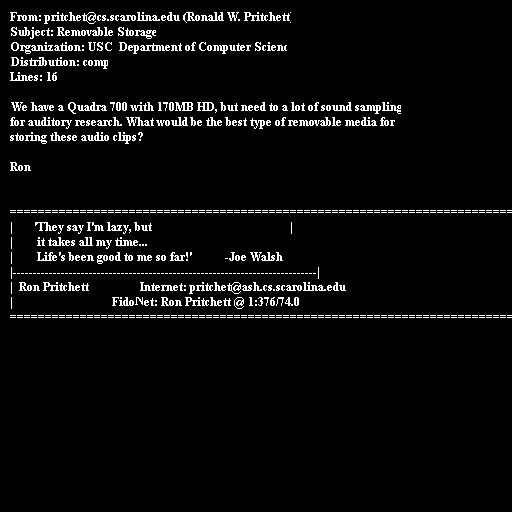 From: pritchet@cs.scarolina.edu (Ronald W. Pritchett)
Subject: Removable Storage
Organization: USC Department of Computer Science
Distribution: comp
Lines: 16

We have a Quadra 700 with 170MB HD, but need to a lot of sound sampling
for auditory research. What would be the best type of removable media for
storing these audio clips?

Ron

================================================================================
| 'They say I'm lazy, but |
| it takes all my time...
| Life's been good to me so far!' -Joe Walsh
|------------------------------------------------------------------------------|
| Ron Pritchett Internet: pritchet@ash.cs.scarolina.edu
| FidoNet: Ron Pritchett @ 1:376/74.0
================================================================================